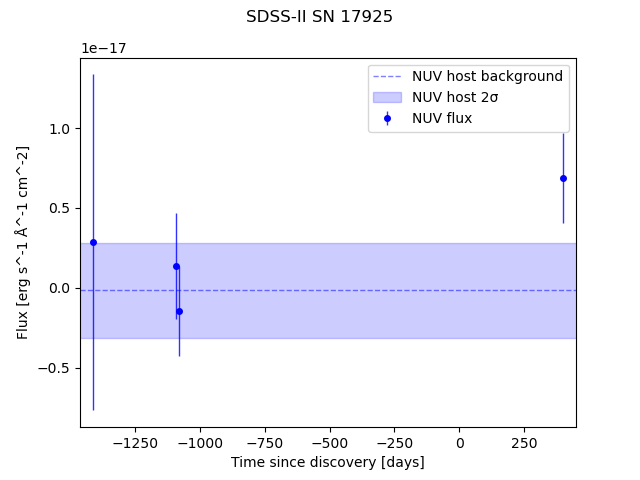 SDSS-II SN 17925
1e−17
NUV host background
NUV host 2σ
NUV flux
1.0
0.5
0.0
−0.5
Flux [erg s^-1 Å^-1 cm^-2]
−1250 −1000 −750 −500 −250 0 250
Time since discovery [days]